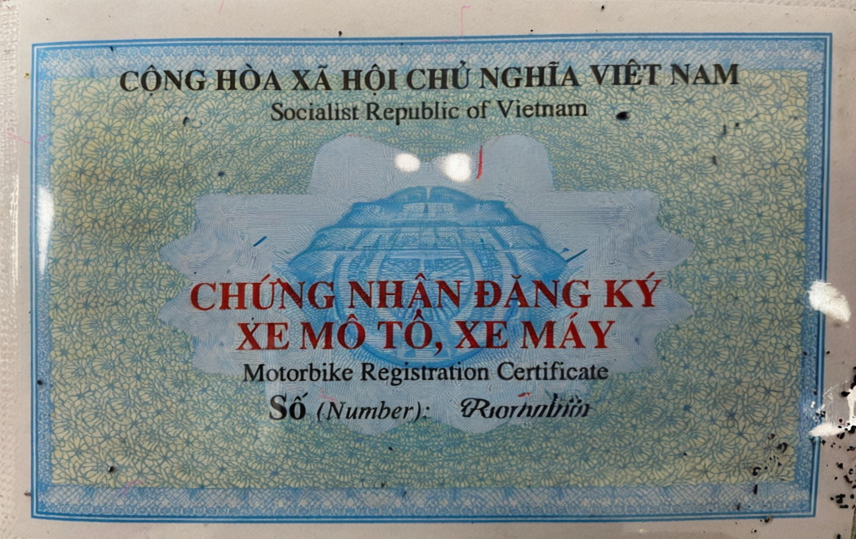 CỘNG HÒA XÃ HỘI CHỦ NGHĨA VIỆT NAM
Socialist Republic of Vietnam
CHỨNG NHẬN ĐĂNG KÝ
XE MÔ TÔ, XE MÁY
Motorbike Registration Certificate
Số (Number):